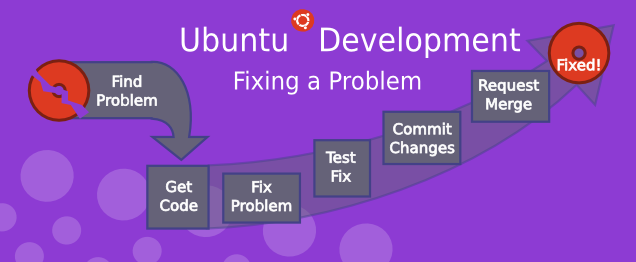 Ubuntu Development
Fixing a Problem
Find
Problem
Get
Code
Fix
Problem
Test
Fix
Commit
Changes
Request
Merge
Fixed!